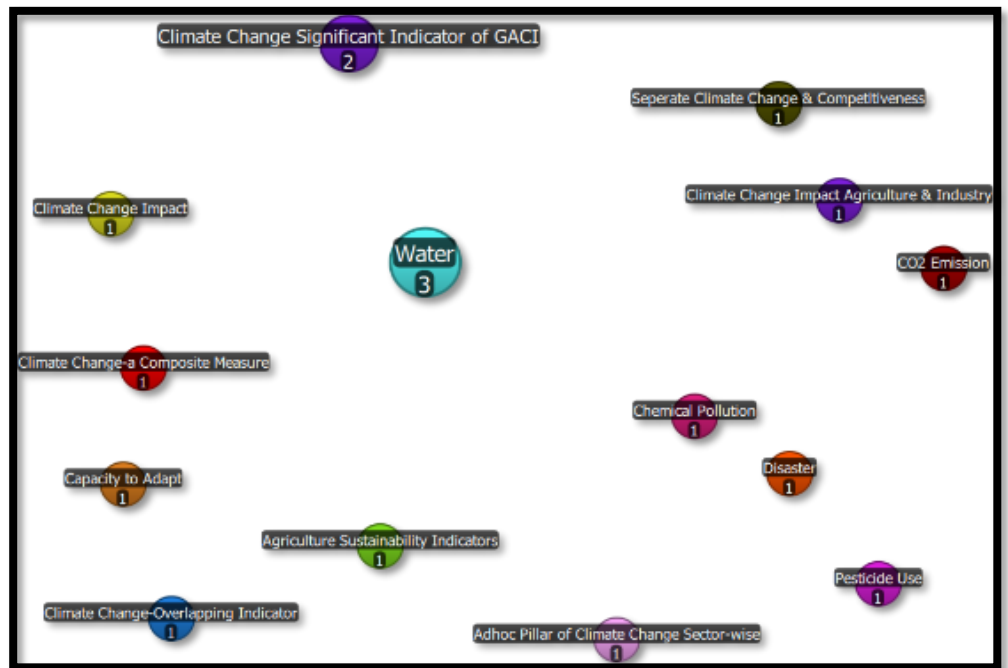 Climate Change Significant Indicator of GACI
2
Seperate Climate Change & Competitiveness
1
Climate Change Impact Agriculture & Industry
1
Climate Change Impact
1
Water
3
CO2 Emission
1
Climate Change-a Composite Measure
1
Chemical Pollution
1
Disaster
1
Capacity to Adapt
1
Agriculture Sustainability Indicators
1
Pesticide Use
1
Climate Change-Overlapping Indicator
1
Adhoc Pillar of Climate Change Sector-wise
1